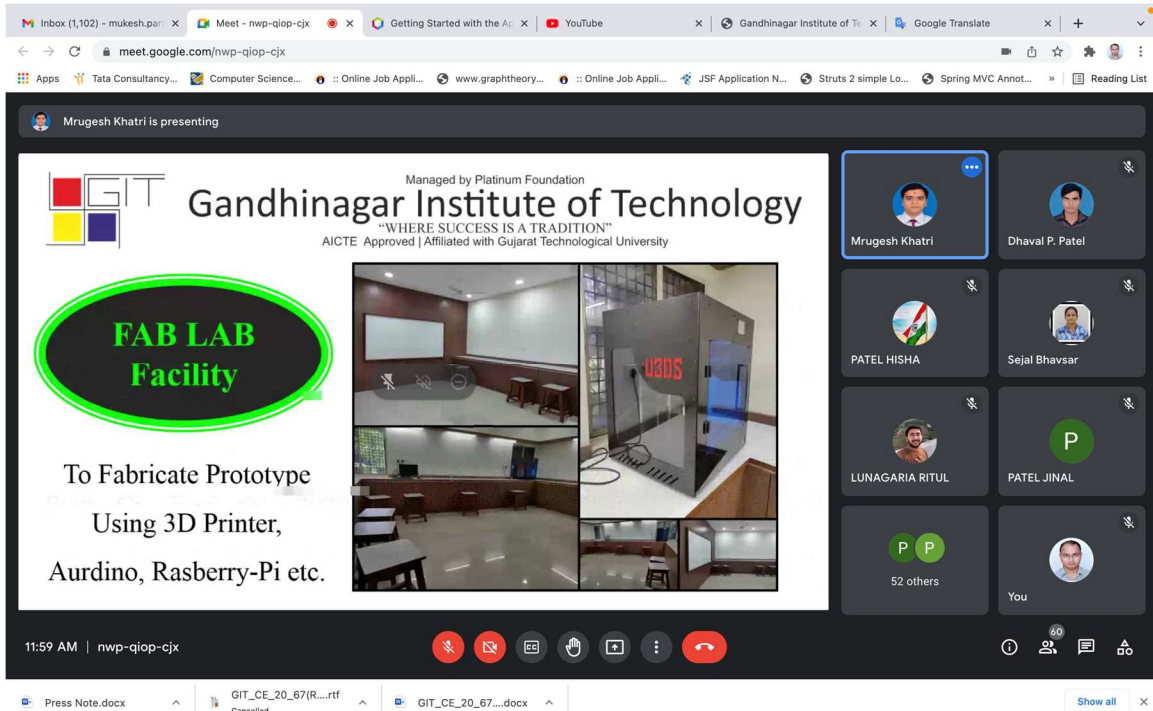 Inbox (1,102) - mukesh.parm
Meet - nwp-qiop-cjx
Getting Started with the Ap
YouTube
Gandhinagar Institute of Te
Google Translate
meet.google.com/nwp-qiop-cjx
Apps
Tata Consultancy...
Computer Science...
:: Online Job Appli...
www.graphtheory...
:: Online Job Appli...
JSF Application N...
Struts 2 simple Lo...
Spring MVC Annot...
»
Reading List
Mrugesh Khatri is presenting
GIT
Managed by Platinum Foundation
Gandhinagar Institute of Technology
“WHERE SUCCESS IS A TRADITION”
AICTE Approved | Affiliated with Gujarat Technological University
FAB LAB
Facility
To Fabricate Prototype
Using 3D Printer,
Aurdino, Rasberry-Pi etc.
U3DS
Mrugesh Khatri
Dhaval P. Patel
PATEL HISHA
Sejal Bhavsar
LUNAGARIA RITUL
P
PATEL JINAL
P P
52 others
You
11:59 AM | nwp-qiop-cjx
CC
60
Press Note.docx
GIT_CE_20_67(R....rtf
Cancelled
GIT_CE_20_67....docx
Show all